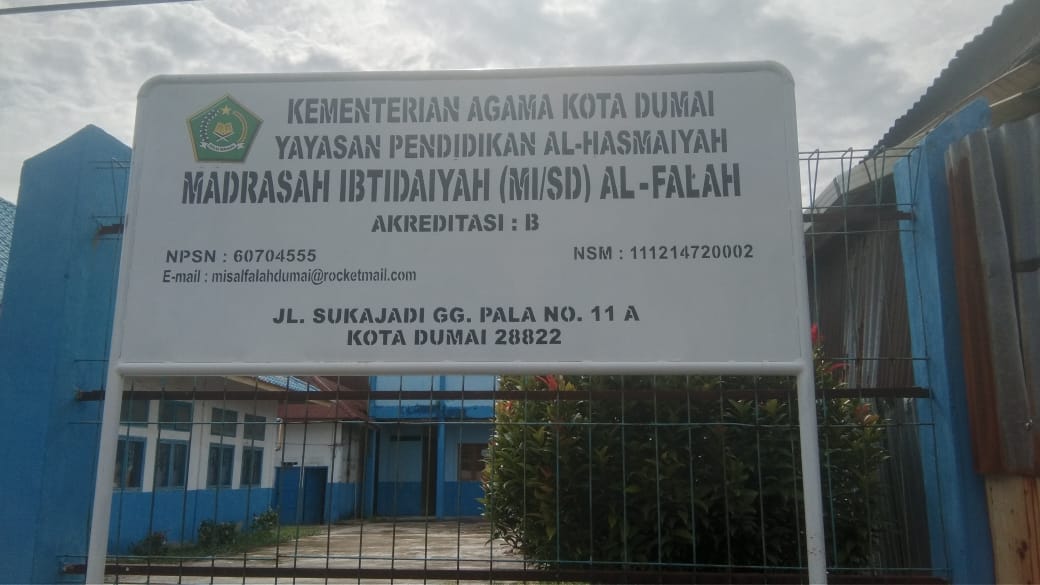 KEMENTERIAN AGAMA KOTA DUMAI
YAYASAN PENDIDIKAN AL-HASMAIYAH
MADRASAH IBTIDAIYAH (MI/SD) AL-FALAH
AKREDITASI : B
NPSN : 60704555
NSM : 111214720002
E-mail : misalfalahdumai@rocketmail.com
JL. SUKAJADI GG. PALA NO. 11 A
KOTA DUMAI 28822